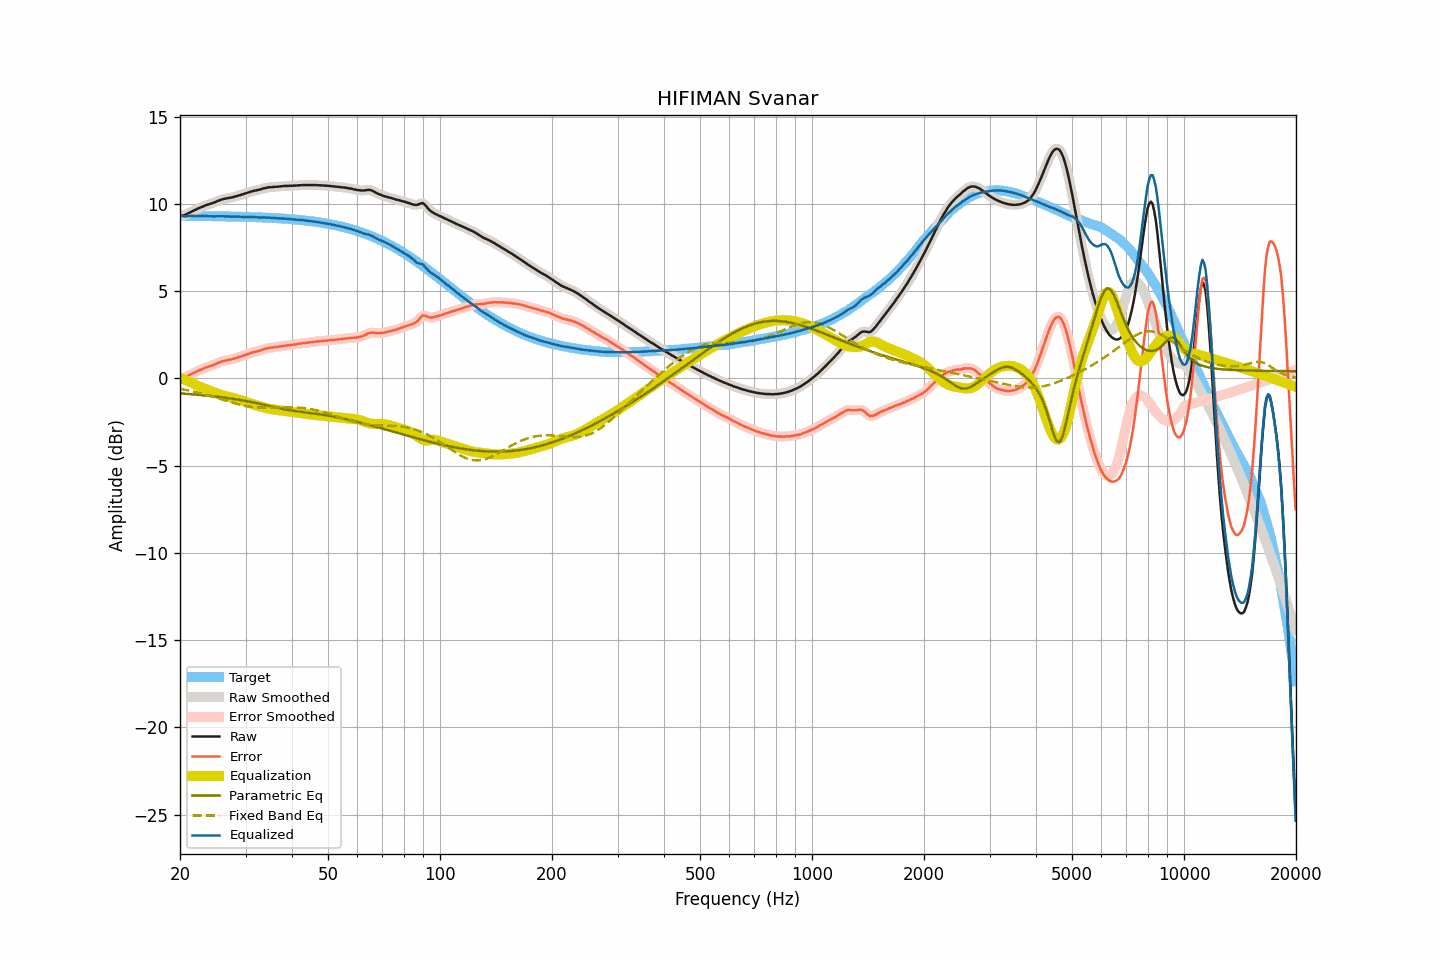 HIFIMAN Svanar
15
10
5
0
−5
−10
−15
−20
−25
Amplitude (dBr)
Target
Raw Smoothed
Error Smoothed
Raw
Error
Equalization
Parametric Eq
Fixed Band Eq
Equalized
20 50 100 200 500 1000 2000 5000 10000 20000
Frequency (Hz)